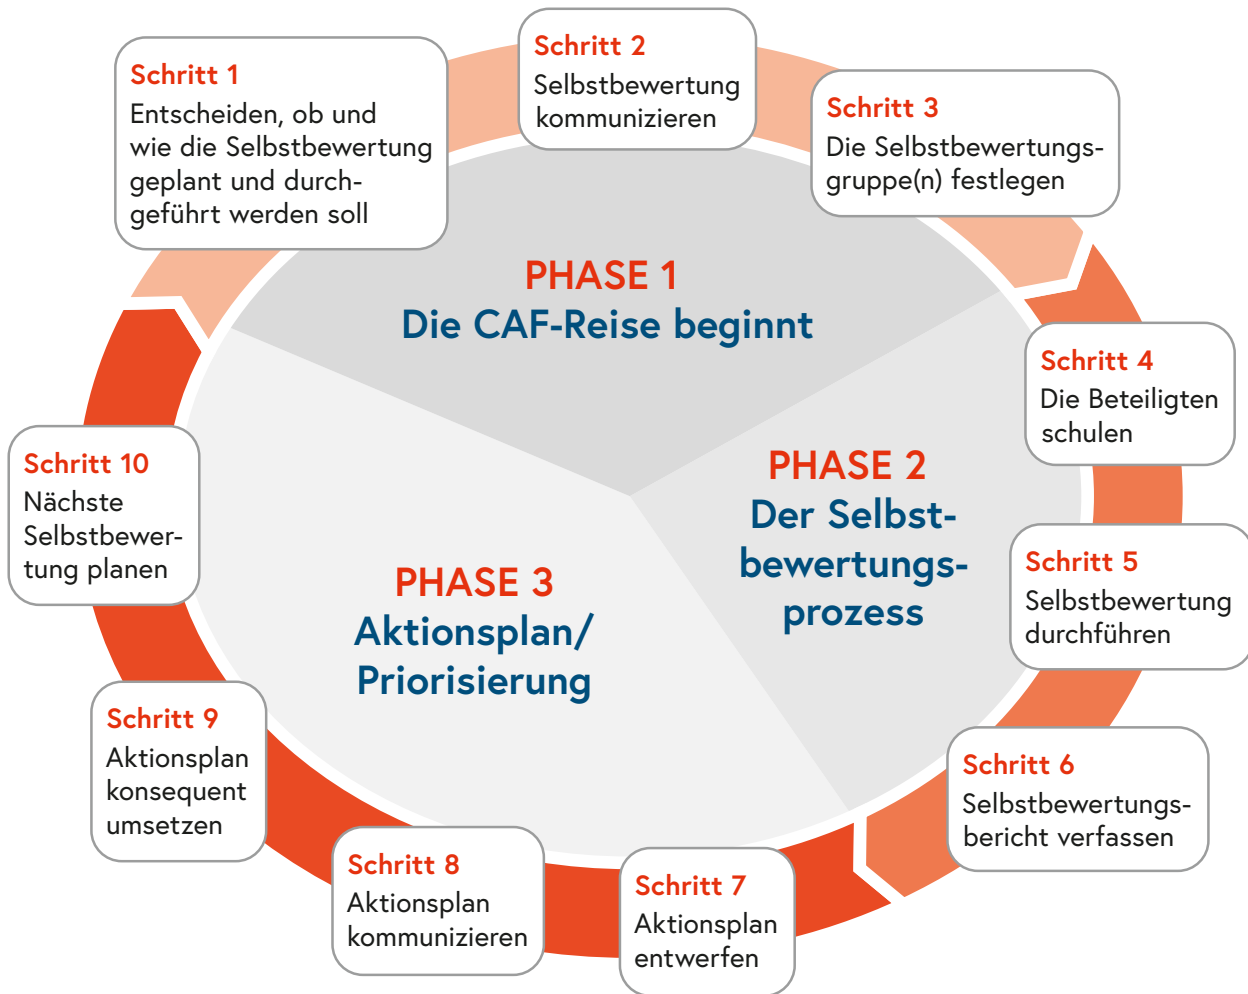 Schritt 1
Entscheiden, ob und
wie die Selbstbewertung
geplant und durch-
geführt werden soll
Schritt 2
Selbstbewertung
kommunizieren
Schritt 3
Die Selbstbewertungs-
gruppe(n) festlegen
PHASE 1
Die CAF-Reise beginnt
Schritt 4
Die Beteiligten
schulen
PHASE 2
Der Selbst-
bewertungs-
prozess
Schritt 5
Selbstbewertung
durchführen
Schritt 6
Selbstbewertungs-
bericht verfassen
PHASE 3
Aktionsplan/
Priorisierung
Schritt 7
Aktionsplan
entwerfen
Schritt 8
Aktionsplan
kommunizieren
Schritt 9
Aktionsplan
konsequent
umsetzen
Schritt 10
Nächste
Selbstbewer-
tung planen